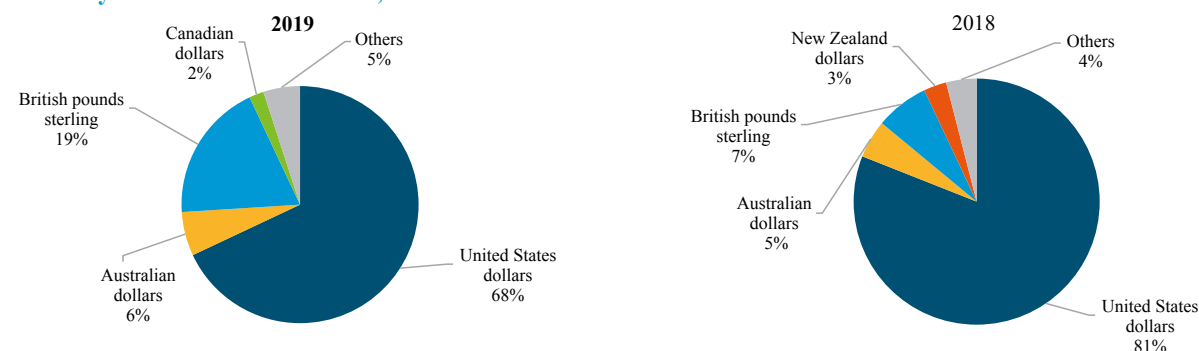 2019
Canadian
dollars
2%
Others
5%
British pounds
sterling
19%
Australian
dollars
6%
United States
dollars
68%
2018
New Zealand
dollars
3%
Others
4%
British pounds
sterling
7%
Australian
dollars
5%
United States
dollars
81%